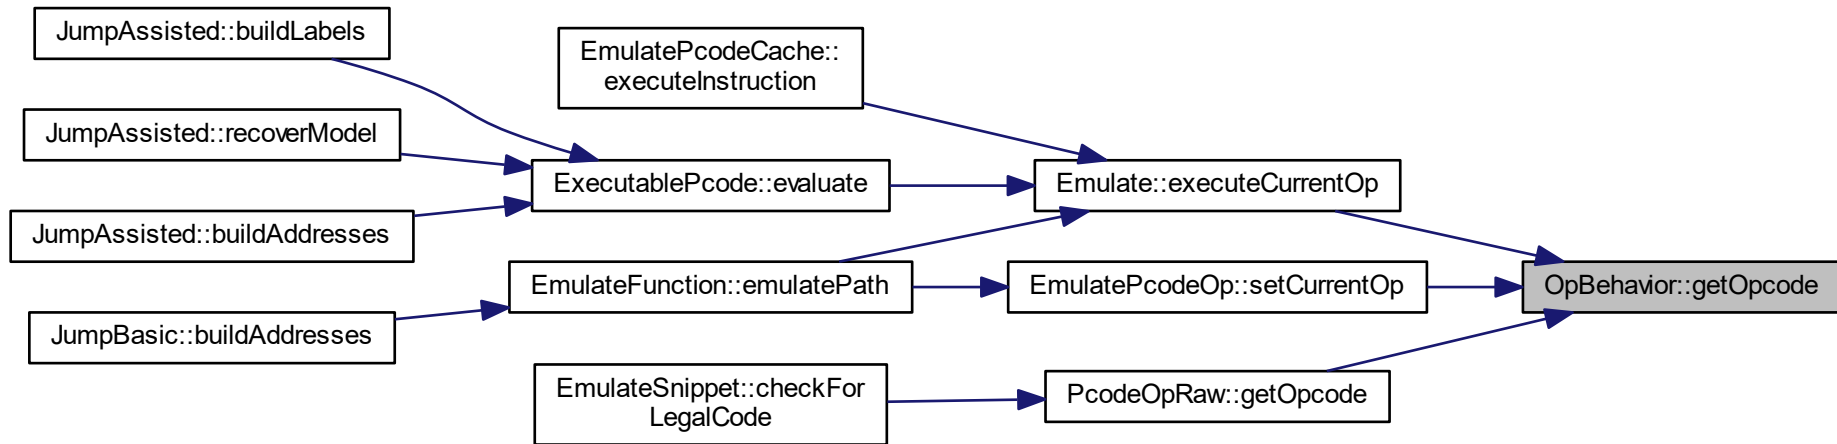 JumpAssisted::buildLabels
EmulatePcodeCache::
executeInstruction
JumpAssisted::recoverModel
ExecutablePcode::evaluate
Emulate::executeCurrentOp
JumpAssisted::buildAddresses
EmulateFunction::emulatePath
EmulatePcodeOp::setCurrentOp
OpBehavior::getOpcode
JumpBasic::buildAddresses
EmulateSnippet::checkFor
LegalCode
PcodeOpRaw::getOpcode